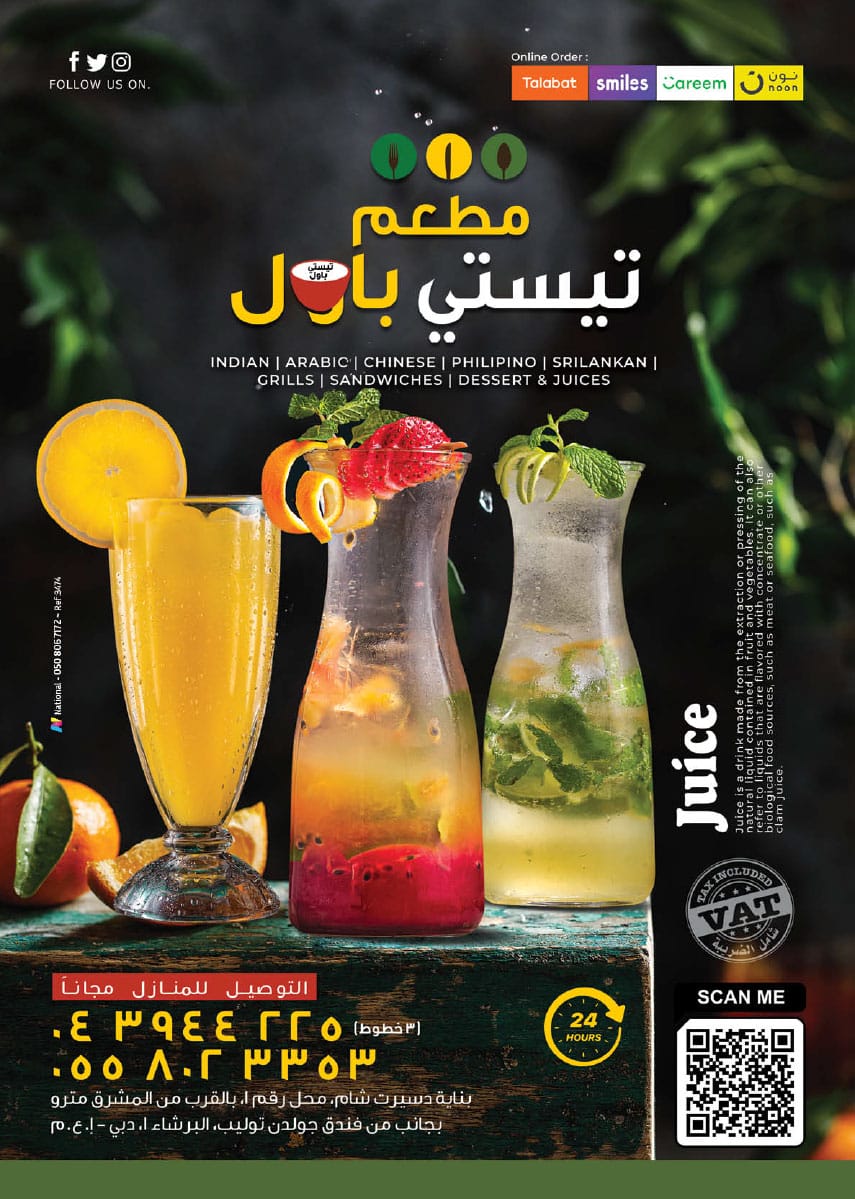 FOLLOW US ON.
Online Order :
Talabat
smiles
Careem
نون
noon
مطعم
تيستي باول
تيستي
باول
INDIAN | ARABIC | CHINESE | PHILIPINO | SRILANKAN |
GRILLS | SANDWICHES | DESSERT & JUICES
National - 050 806 7172 - Ref:3474
Juice
Juice is a drink made from the extraction or pressing of the
natural liquid contained in fruit and vegetables. It can also
refer to liquids that are flavored with concentrate or other
biological food sources, such as meat or seafood, such as
clam juice.
TAX INCLUDED
VAT
شامل الضريبة
التوصيل للمنازل مجاناً
٠٤ ٣٩٤٤ ٢٢٥ (٣ خطوط)
٠٥٥ ٨٠٢ ٣٣٥٣
بناية دسيرت شام، محل رقم ١، بالقرب من المشرق مترو
بجانب من فندق جولدن توليب، البرشاء ١، دبي - إ.ع.م
24
HOURS
SCAN ME